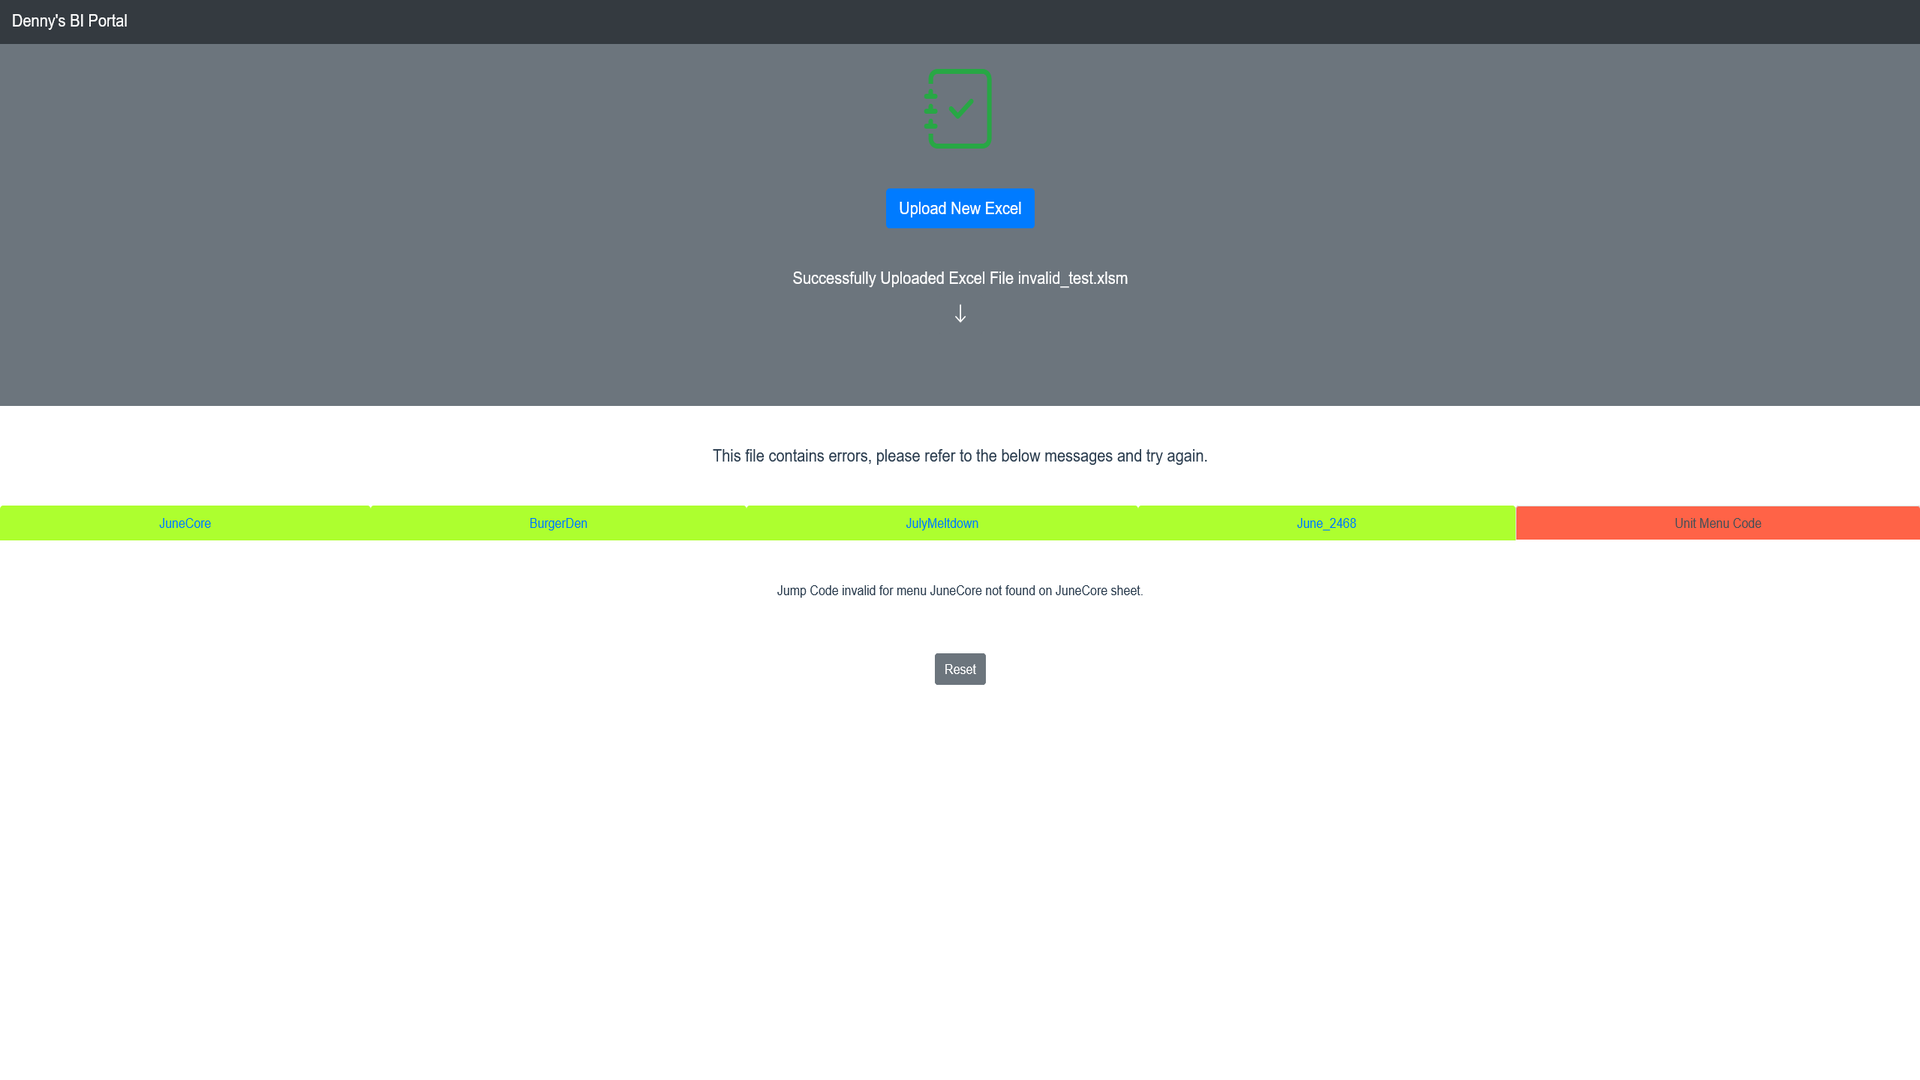 Denny's BI Portal
Upload New Excel
Successfully Uploaded Excel File invalid_test.xlsm
This file contains errors, please refer to the below messages and try again.
JuneCore
BurgerDen
JulyMeltdown
June_2468
Unit Menu Code
Jump Code invalid for menu JuneCore not found on JuneCore sheet.
Reset